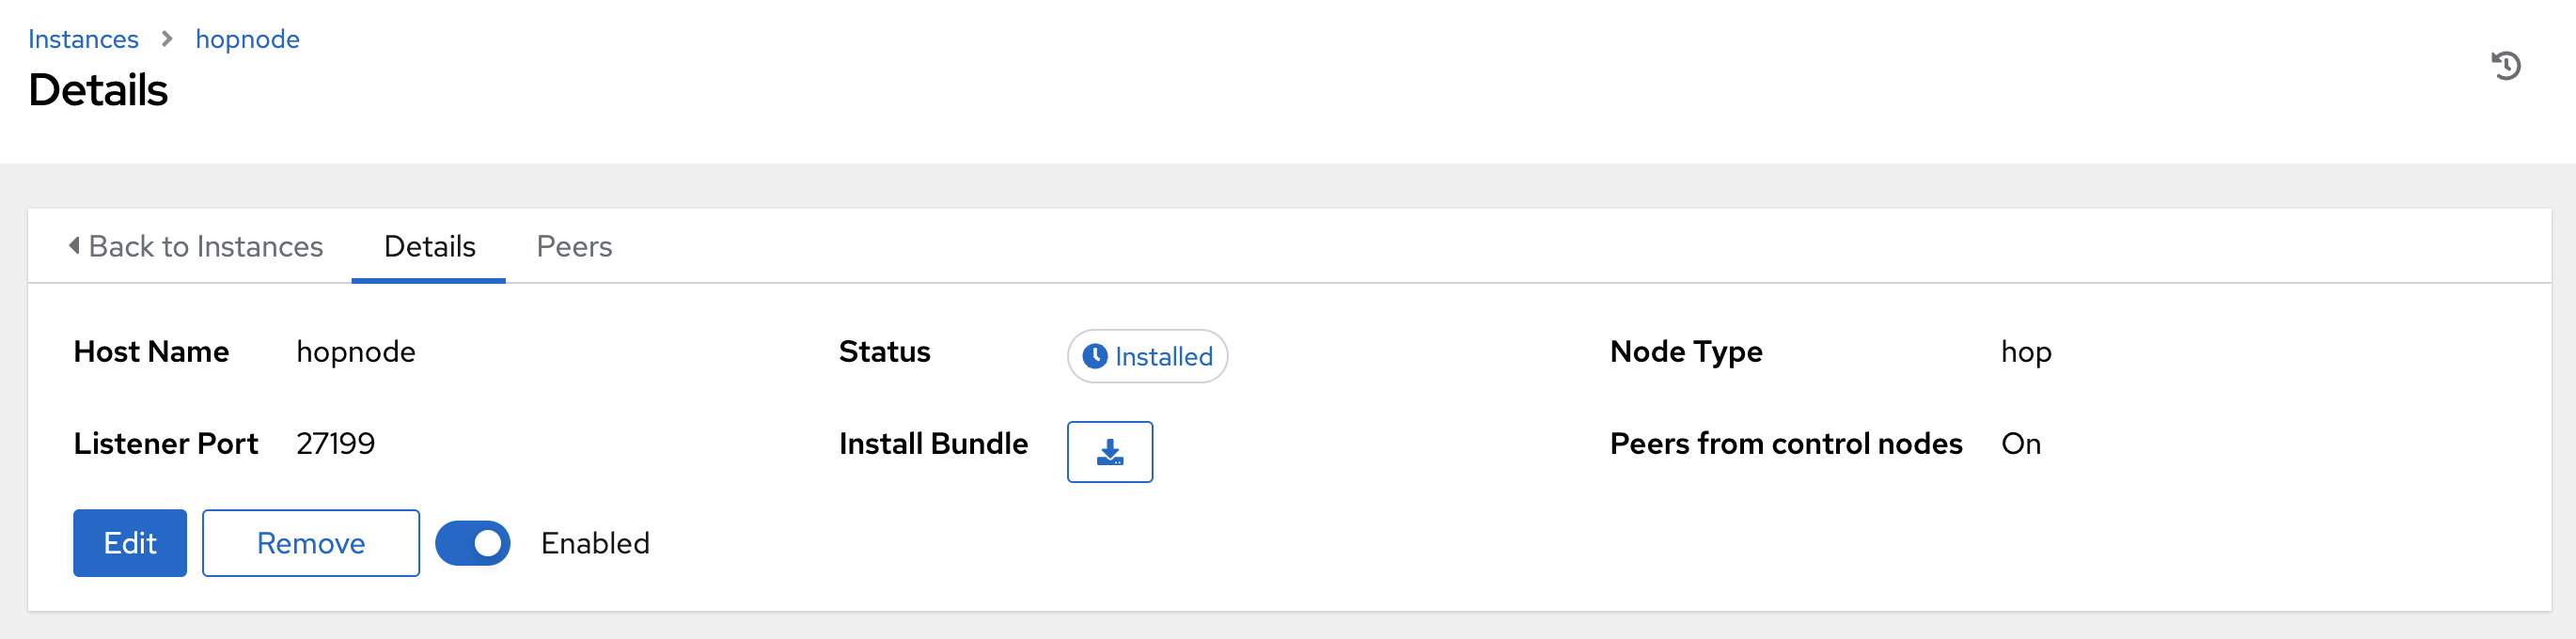 Instances hopnode
Details
Back to Instances Details Peers
Host Name hopnode Status Installed Node Type hop
Listener Port 27199 Install Bundle Peers from control nodes On
Edit Remove Enabled